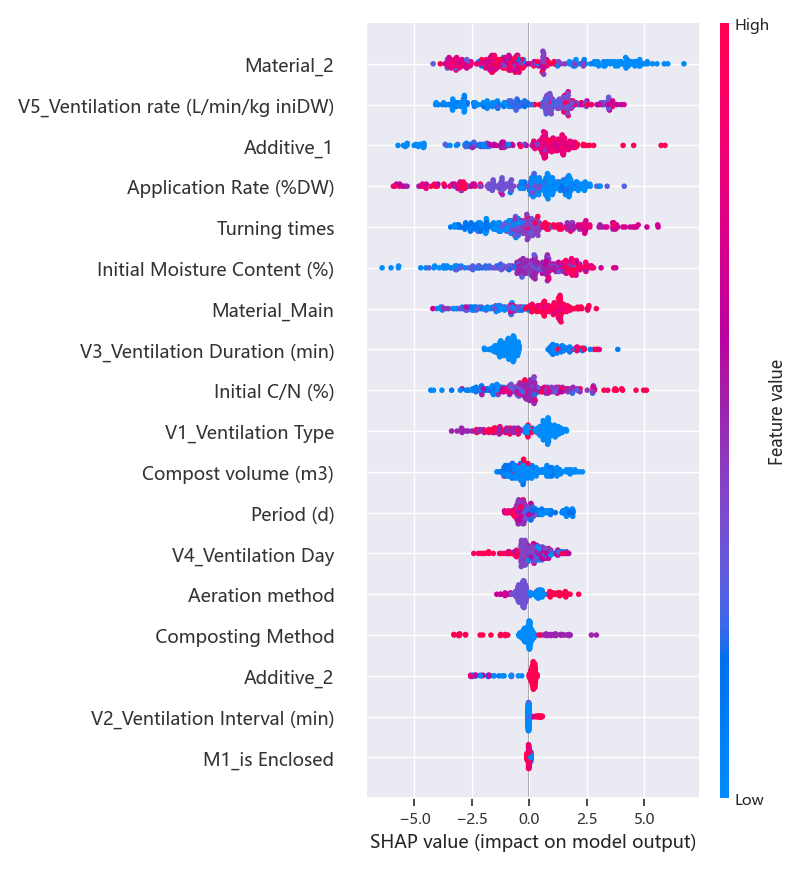 High
Material_2
V5_Ventilation rate (L/min/kg iniDW)
Additive_1
Application Rate (%DW)
Turning times
Initial Moisture Content (%)
Material_Main
V3_Ventilation Duration (min)
Initial C/N (%)
V1_Ventilation Type
Compost volume (m3)
Period (d)
V4_Ventilation Day
Aeration method
Composting Method
Additive_2
V2_Ventilation Interval (min)
M1_is Enclosed
Feature value
Low
−5.0 −2.5 0.0 2.5 5.0
SHAP value (impact on model output)